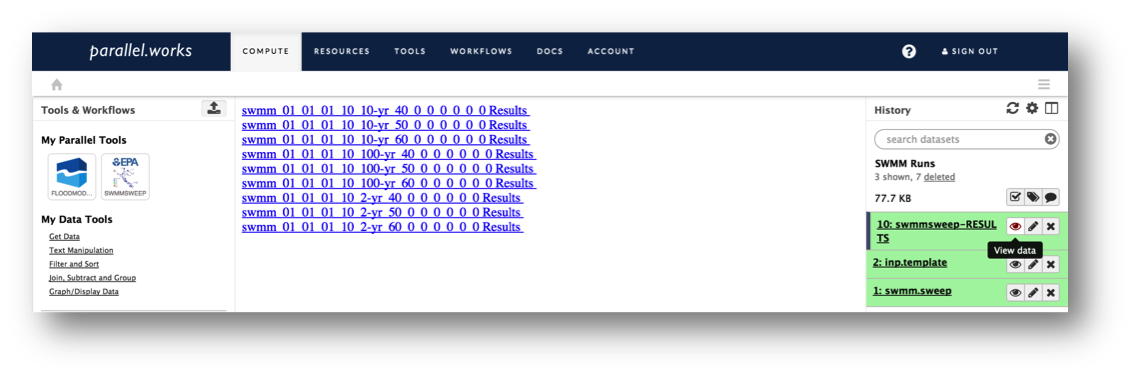 parallel.works
COMPUTE
RESOURCES
TOOLS
WORKFLOWS
DOCS
ACCOUNT
?
SIGN OUT
Tools & Workflows
My Parallel Tools
FLOODMOD...
EPA
SWMMSWEEP
My Data Tools
Get Data
Text Manipulation
Filter and Sort
Join, Subtract and Group
Graph/Display Data
swmm_01_01_01_10_10-yr_40_0_0_0_0_0_0 Results
swmm_01_01_01_10_10-yr_50_0_0_0_0_0_0 Results
swmm_01_01_01_10_10-yr_60_0_0_0_0_0_0 Results
swmm_01_01_01_10_100-yr_40_0_0_0_0_0_0 Results
swmm_01_01_01_10_100-yr_50_0_0_0_0_0_0 Results
swmm_01_01_01_10_100-yr_60_0_0_0_0_0_0 Results
swmm_01_01_01_10_2-yr_40_0_0_0_0_0_0 Results
swmm_01_01_01_10_2-yr_50_0_0_0_0_0_0 Results
swmm_01_01_01_10_2-yr_60_0_0_0_0_0_0 Results
History
search datasets
SWMM Runs
3 shown, 7 deleted
77.7 KB
10: swmmsweep-RESUL
TS
View data
2: inp.template
1: swmm.sweep